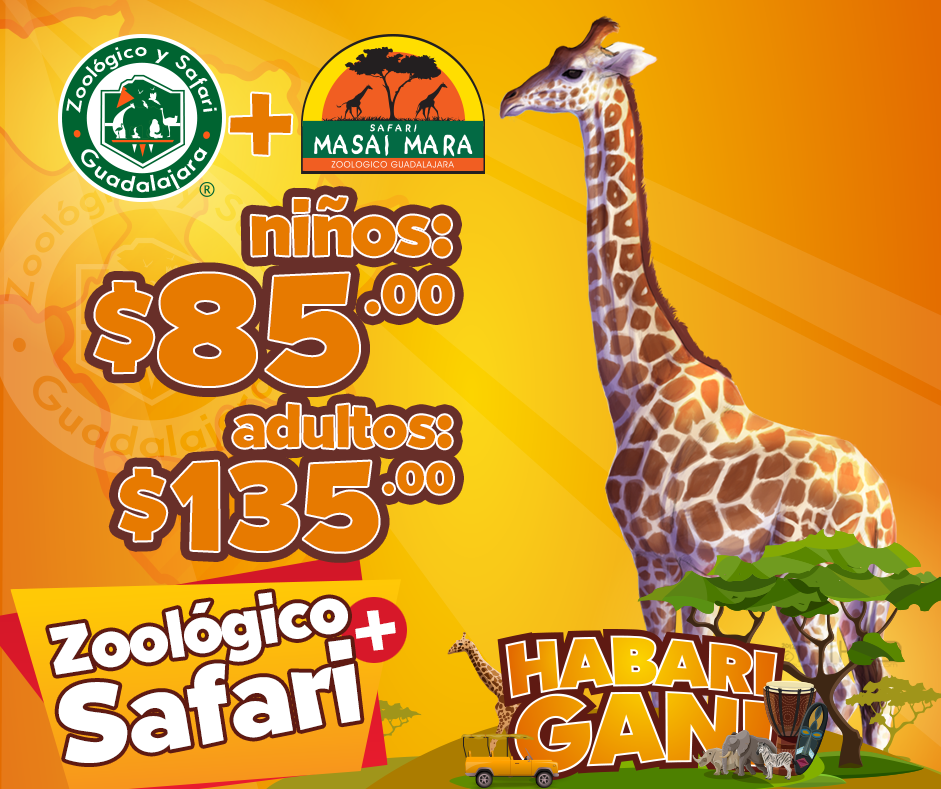 Zoológico y Safari
Guadalajara
®
+
SAFARI
MASAI MARA
ZOOLOGICO GUADALAJARA
niños:
$85.00
adultos:
$135.00
Zoológico +
Safari
HABARI
GANI